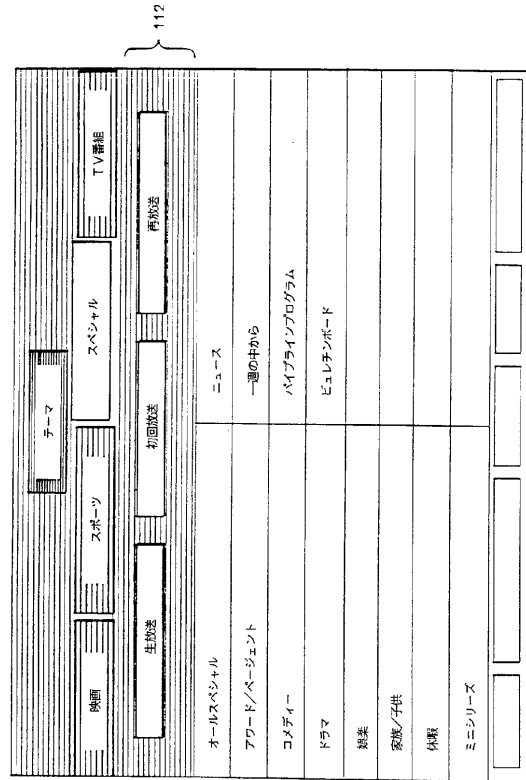 112
テーマ
映画 スポーツ スペシャル TV番組
生放送 初回放送 再放送
オールスペシャル ニュース
アワード/ページェント 一週の中から
コメディー パイプラインプログラム
ドラマ ビュレチンボード
娯楽
家族/子供
休暇
ミニシリーズ